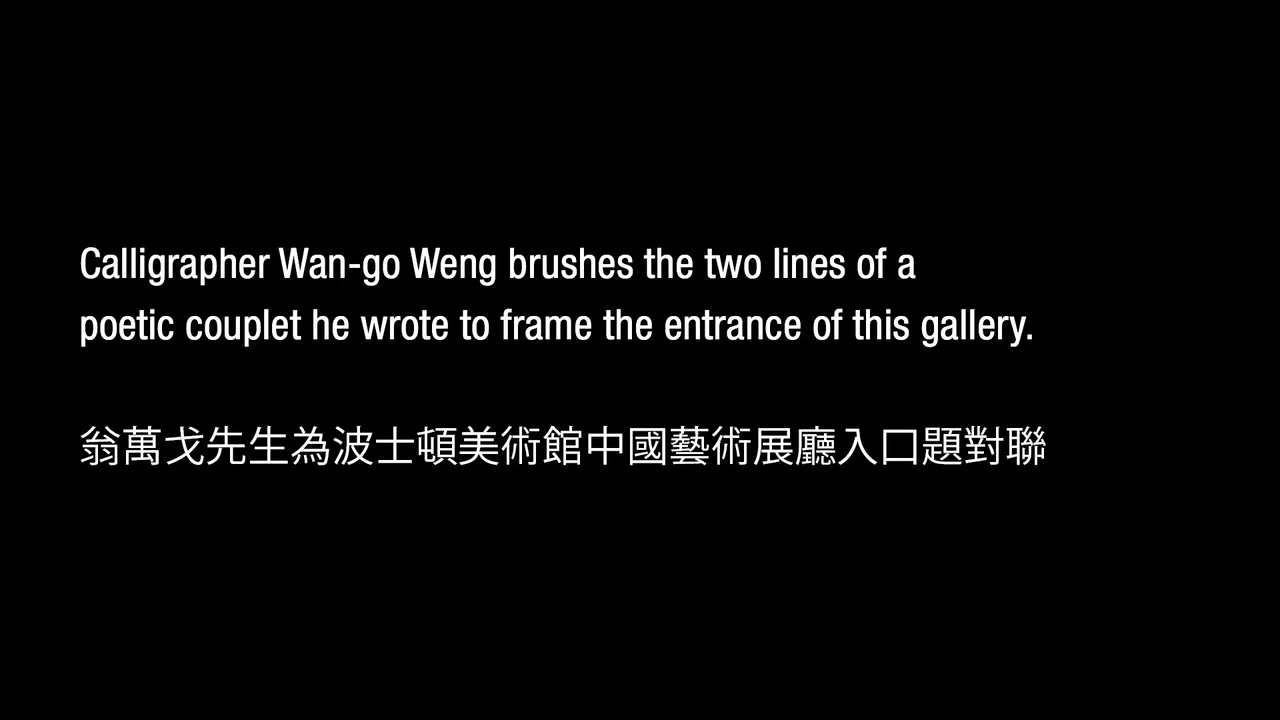 Calligrapher Wan-go Weng brushes the two lines of a
poetic couplet he wrote to frame the entrance of this gallery.
翁萬戈先生為波士頓美術館中國藝術展廳入口題對聯